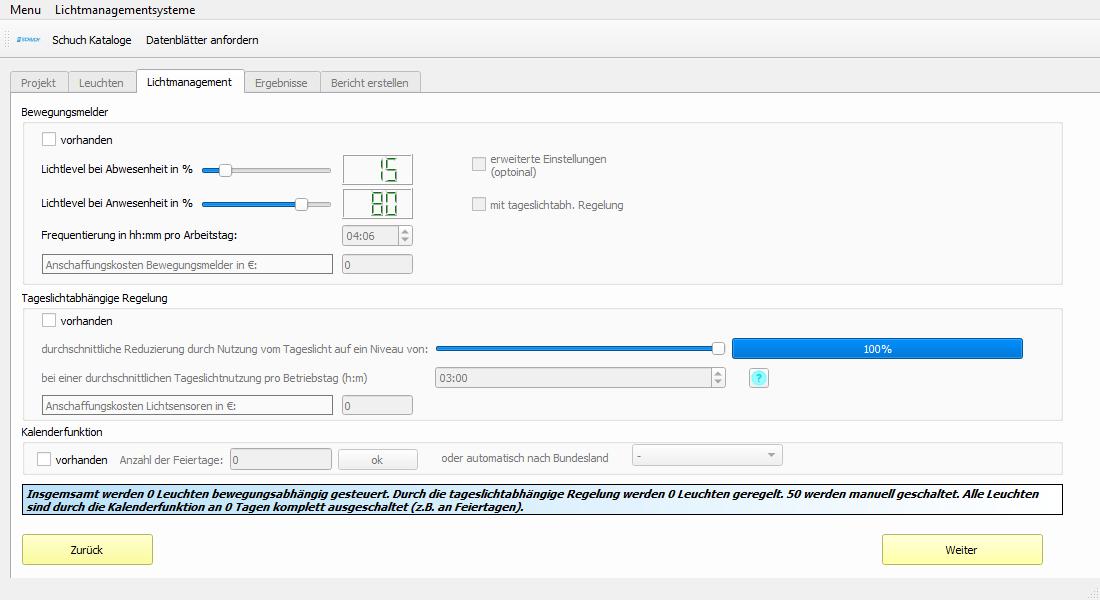 Menu Lichtmanagementsysteme
SCHUCH Schuch Kataloge Datenblätter anfordern
Projekt Leuchten Lichtmanagement Ergebnisse Bericht erstellen
Bewegungsmelder
vorhanden
Lichtlevel bei Abwesenheit in % 15
erweiterte Einstellungen
(optoinal)
Lichtlevel bei Anwesenheit in % 80
mit tageslichtabh. Regelung
Frequentierung in hh:mm pro Arbeitstag: 04:06
Anschaffungskosten Bewegungsmelder in €: 0
Tageslichtabhängige Regelung
vorhanden
durchschnittliche Reduzierung durch Nutzung vom Tageslicht auf ein Niveau von: 100%
bei einer durchschnittlichen Tageslichtnutzung pro Betriebstag (h:m) 03:00 ?
Anschaffungskosten Lichtsensoren in €: 0
Kalenderfunktion
vorhanden Anzahl der Feiertage: 0 ok oder automatisch nach Bundesland -
Insgemsamt werden 0 Leuchten bewegungsabhängig gesteuert. Durch die tageslichtabhängige Regelung werden 0 Leuchten geregelt. 50 werden manuell geschaltet. Alle Leuchten
sind durch die Kalenderfunktion an 0 Tagen komplett ausgeschaltet (z.B. an Feiertagen).
Zurück Weiter